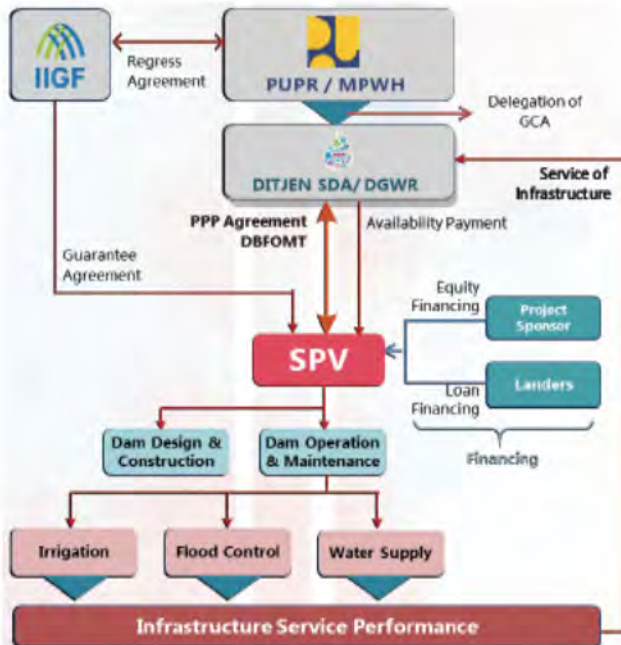 IIGF
Regress
Agreement
PUPR / MPWH
Delegation of
GCA
DITJEN SDA/ DGWR
Service of
Infrastructure
PPP Agreement
DBFOMT
Availability Payment
Guarantee
Agreement
Equity
Financing
Project
Sponsor
SPV
Loan
Financing
Landers
Financing
Dam Design &
Construction
Dam Operation
& Maintenance
Irrigation
Flood Control
Water Supply
Infrastructure Service Performance